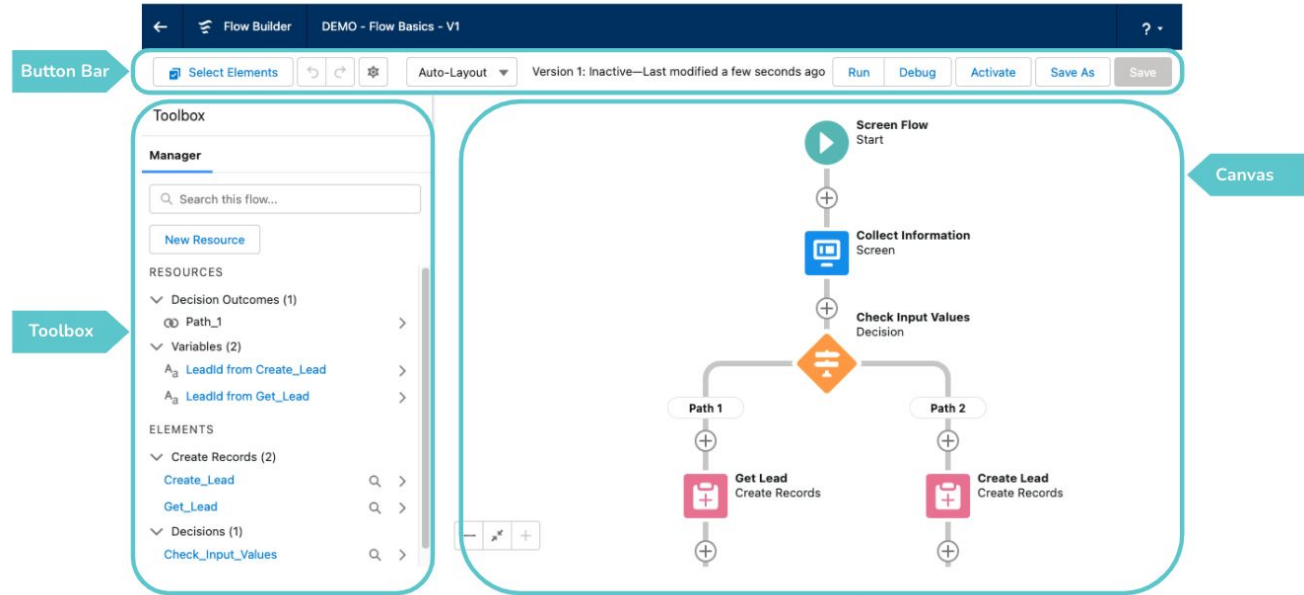 Flow Builder
DEMO - Flow Basics - V1
?
Button Bar
Select Elements
Auto-Layout
Version 1: Inactive—Last modified a few seconds ago
Run
Debug
Activate
Save As
Save
Toolbox
Manager
Search this flow...
New Resource
RESOURCES
Decision Outcomes (1)
Path_1
Variables (2)
Aa LeadId from Create_Lead
Aa LeadId from Get_Lead
ELEMENTS
Create Records (2)
Create_Lead
Get_Lead
Decisions (1)
Check_Input_Values
Toolbox
Screen Flow
Start
Collect Information
Screen
Check Input Values
Decision
Path 1
Path 2
Get Lead
Create Records
Create Lead
Create Records
Canvas